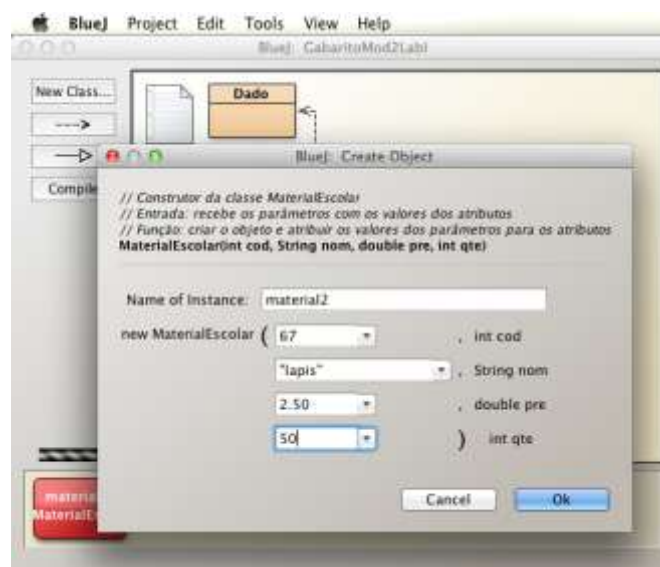 BlueJ Project Edit Tools View Help
BlueJ: GabaritoMod2Lab1
New Class...
Dado
Compile
BlueJ: Create Object
// Construtor da classe MaterialEscolar
// Entrada: recebe os parâmetros com os valores dos atributos
// Função: criar o objeto e atribuir os valores dos parâmetros para os atributos
MaterialEscolar(int cod, String nom, double pre, int qte)
Name of Instance: material2
new MaterialEscolar ( 67 , int cod
"lapis" , String nom
2.50 , double pre
50 ) int qte
Cancel Ok